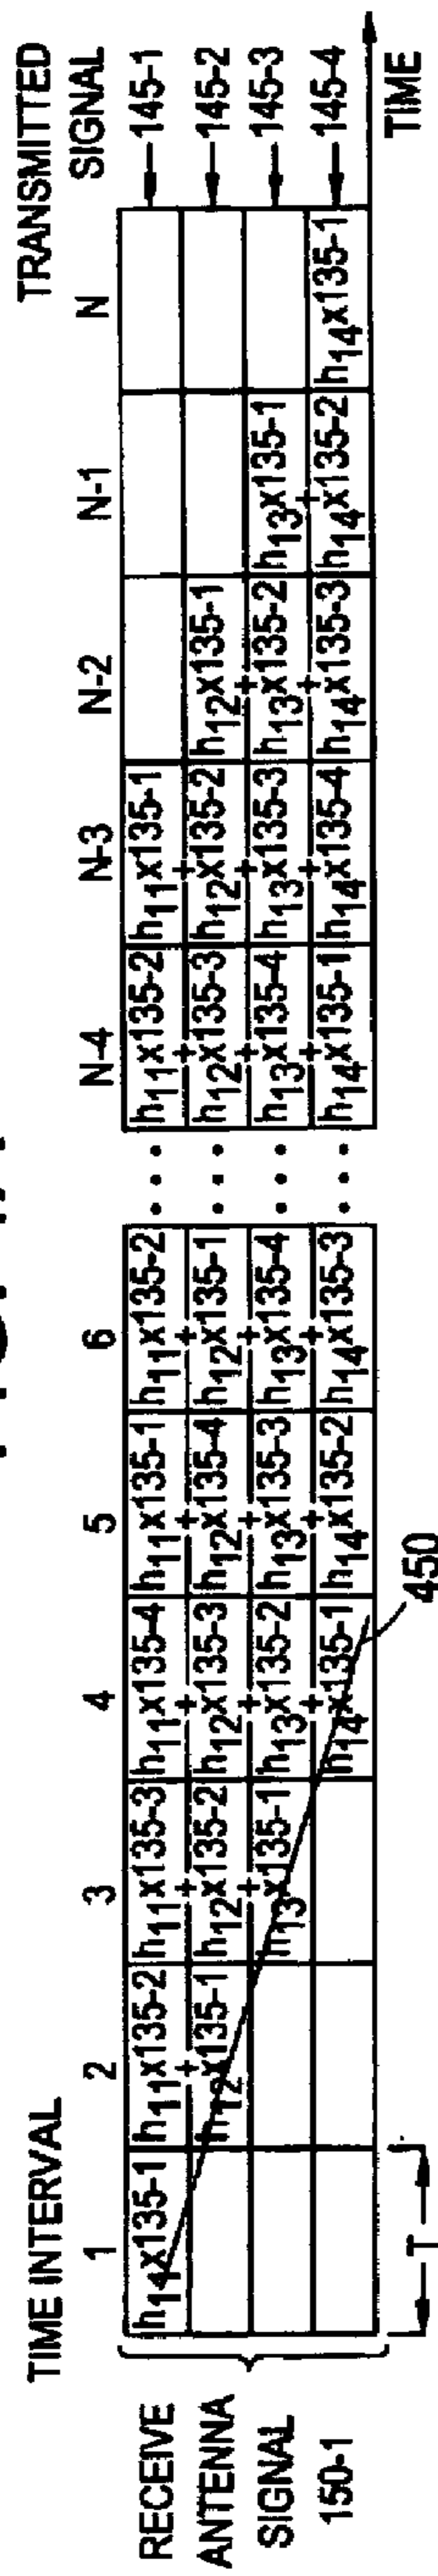 TRANSMITTED
TIME INTERVAL 1 2 3 4 5 6 N-4 N-3 N-2 N-1 N SIGNAL
h11x135-1 h11x135-2 h11x135-3 h11x135-4 h11x135-1 h11x135-2 ... h11x135-2 h11x135-1 145-1
+ + + + + + +
h12x135-1 h12x135-2 h12x135-3 h12x135-4 h12x135-1 ... h12x135-3 h12x135-2 h12x135-1 145-2
+ + + + + + +
h13x135-1 h13x135-2 h13x135-3 h13x135-4 ... h13x135-4 h13x135-3 h13x135-2 h13x135-1 145-3
+ + + + + + +
h14x135-1 h14x135-2 h14x135-3 ... h14x135-1 h14x135-4 h14x135-3 h14x135-2 h14x135-1 145-4
RECEIVE
ANTENNA
SIGNAL
150-1
T
450
TIME